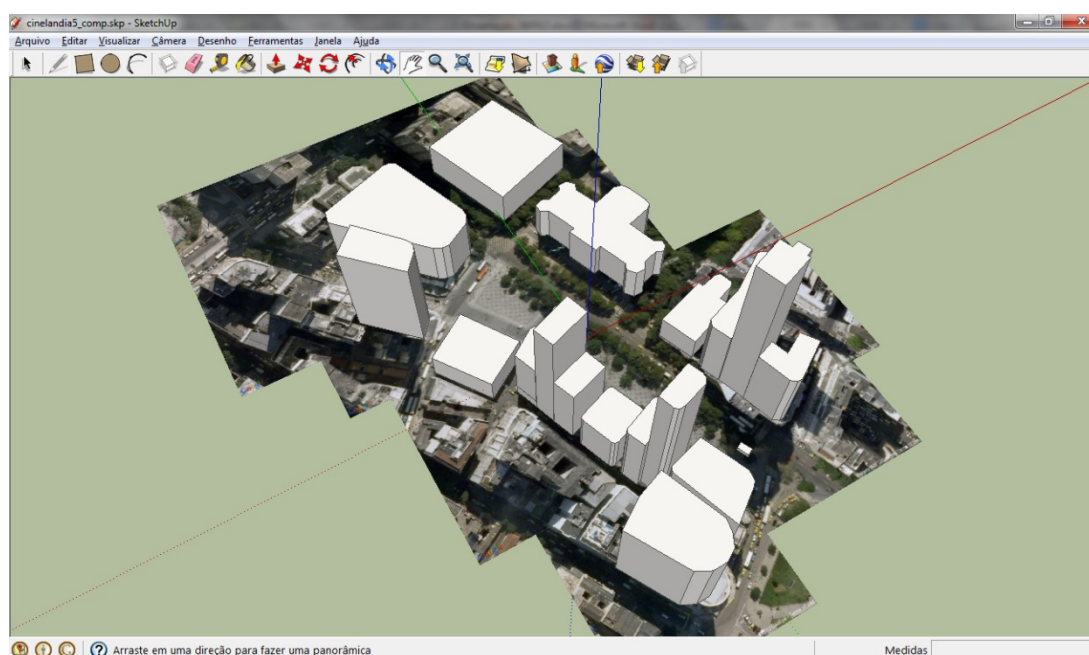 cinelandia5_comp.skp - SketchUp
Arquivo Editar Visualizar Câmera Desenho Ferramentas Janela Ajuda
Arraste em uma direção para fazer uma panorâmica
Medidas